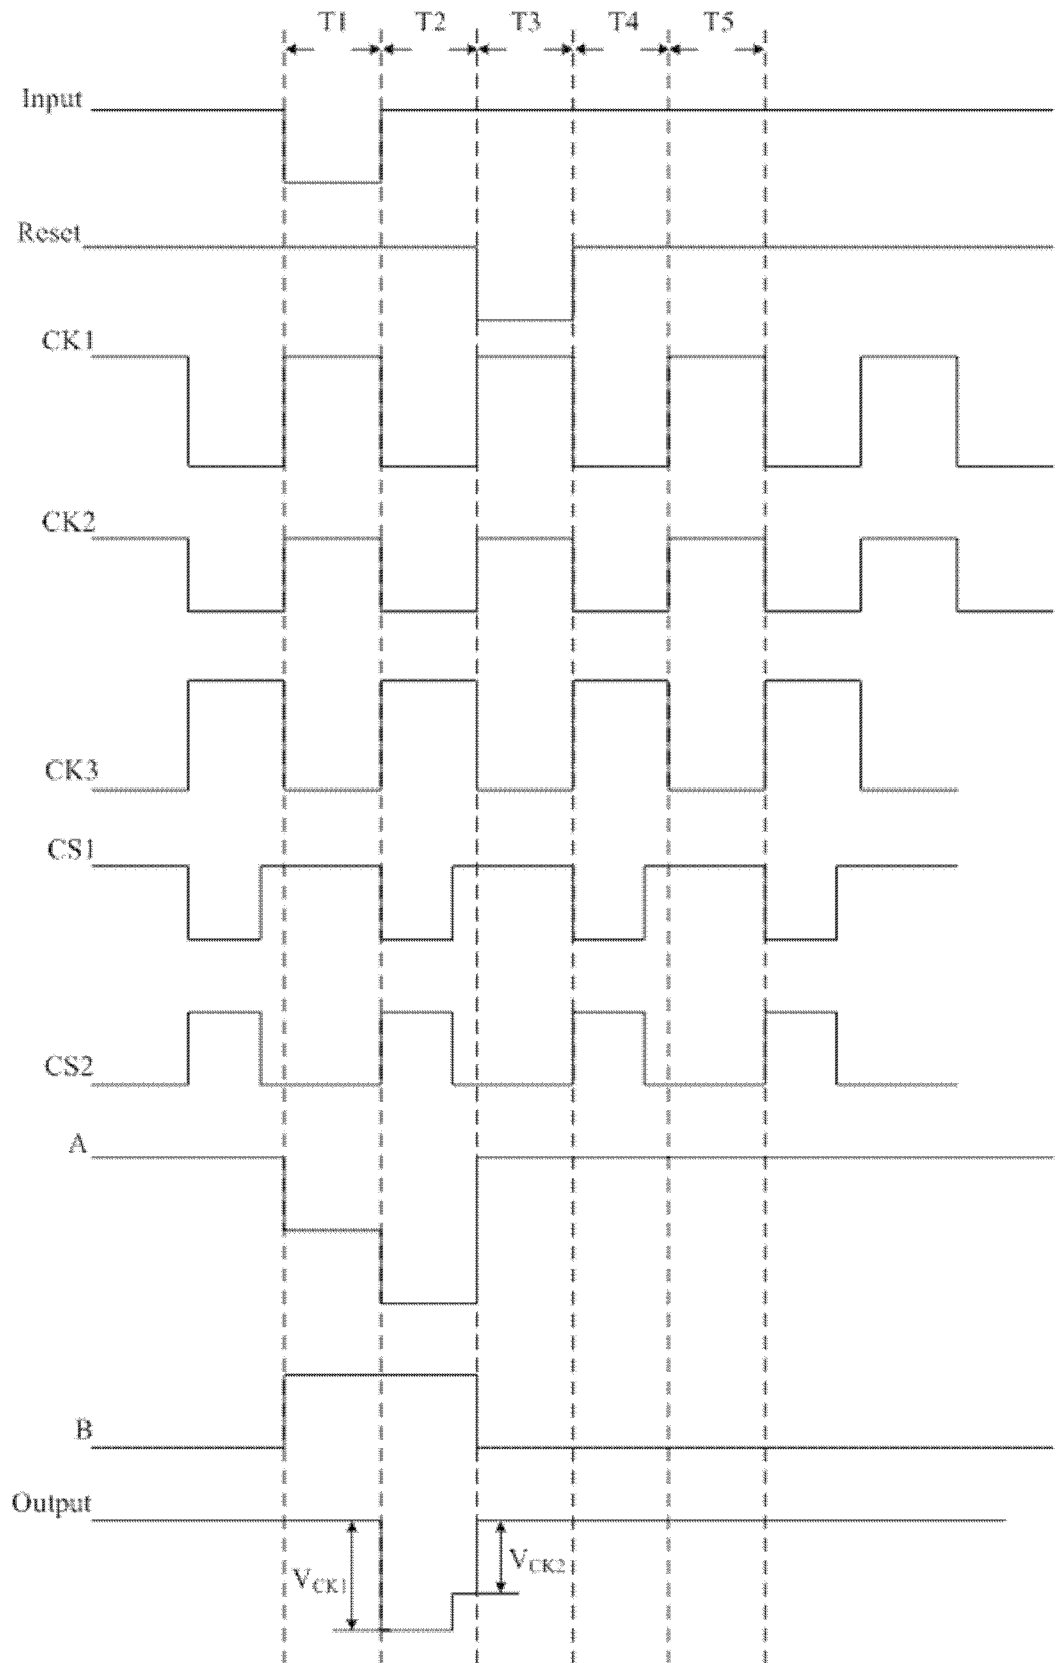 T1 T2 T3 T4 T5
Input
Reset
CK1
CK2
CK3
CS1
CS2
A
B
Output
V_CK1
V_CK2